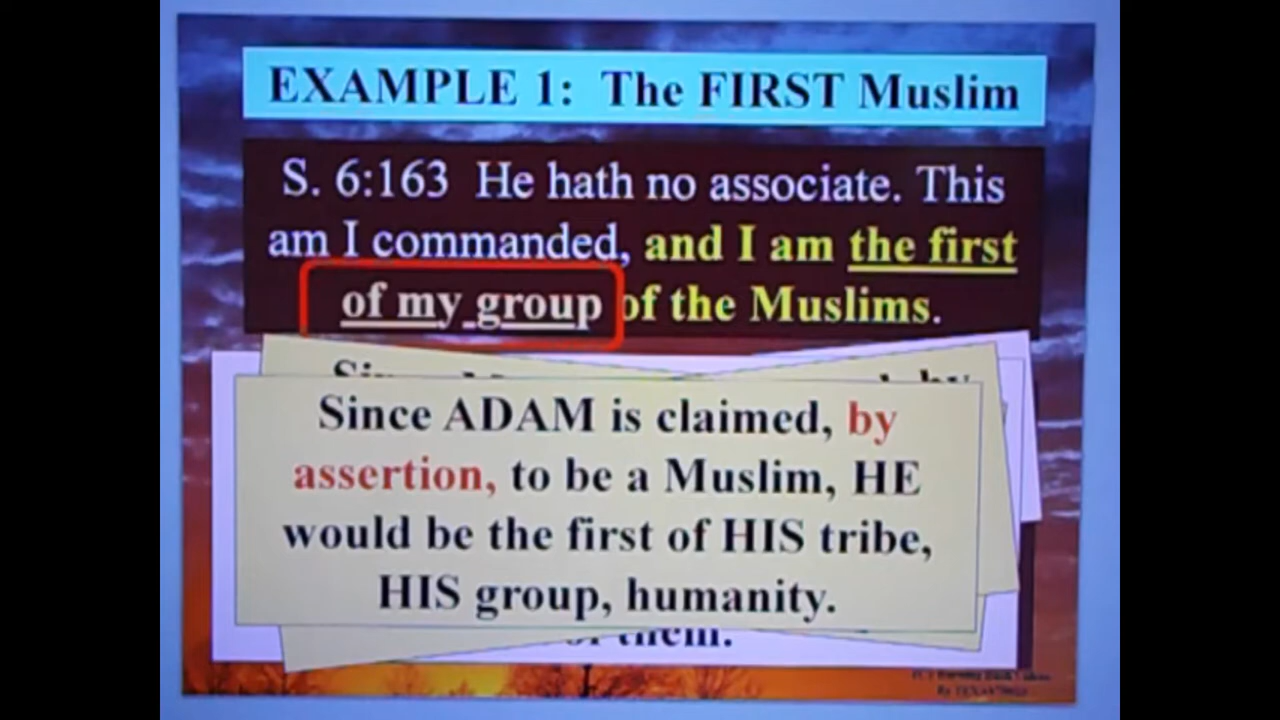 EXAMPLE 1: The FIRST Muslim
S. 6:163 He hath no associate. This
am I commanded, and I am the first
of my group of the Muslims.
Since ADAM is claimed, by
assertion, to be a Muslim, HE
would be the first of HIS tribe,
HIS group, humanity.
them.